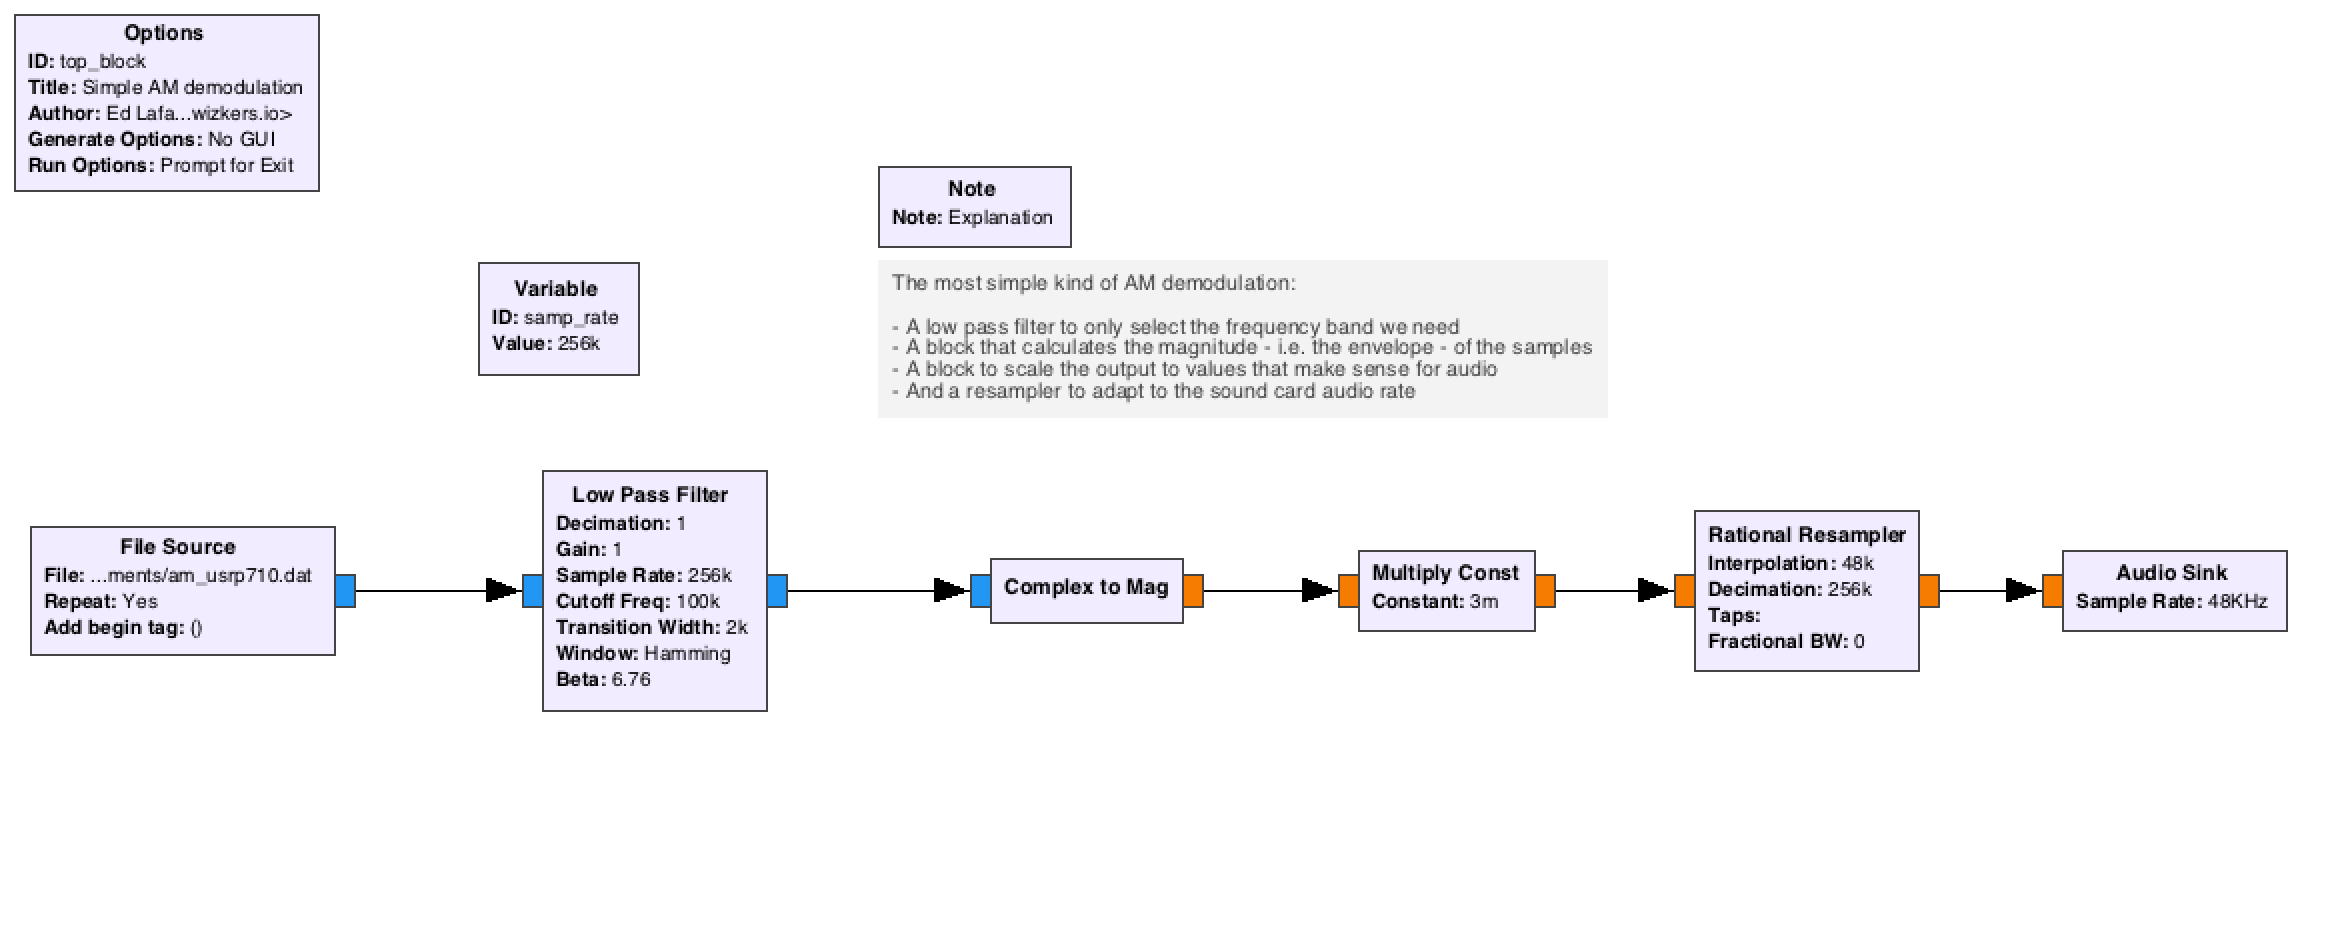 Options
ID: top_block
Title: Simple AM demodulation
Author: Ed Lafa...wizkers.io>
Generate Options: No GUI
Run Options: Prompt for Exit
Note
Note: Explanation
Variable
ID: samp_rate
Value: 256k
The most simple kind of AM demodulation:
- A low pass filter to only select the frequency band we need
- A block that calculates the magnitude - i.e. the envelope - of the samples
- A block to scale the output to values that make sense for audio
- And a resampler to adapt to the sound card audio rate
File Source
File: ...ments/am_usrp710.dat
Repeat: Yes
Add begin tag: ()
Low Pass Filter
Decimation: 1
Gain: 1
Sample Rate: 256k
Cutoff Freq: 100k
Transition Width: 2k
Window: Hamming
Beta: 6.76
Complex to Mag
Multiply Const
Constant: 3m
Rational Resampler
Interpolation: 48k
Decimation: 256k
Taps:
Fractional BW: 0
Audio Sink
Sample Rate: 48KHz